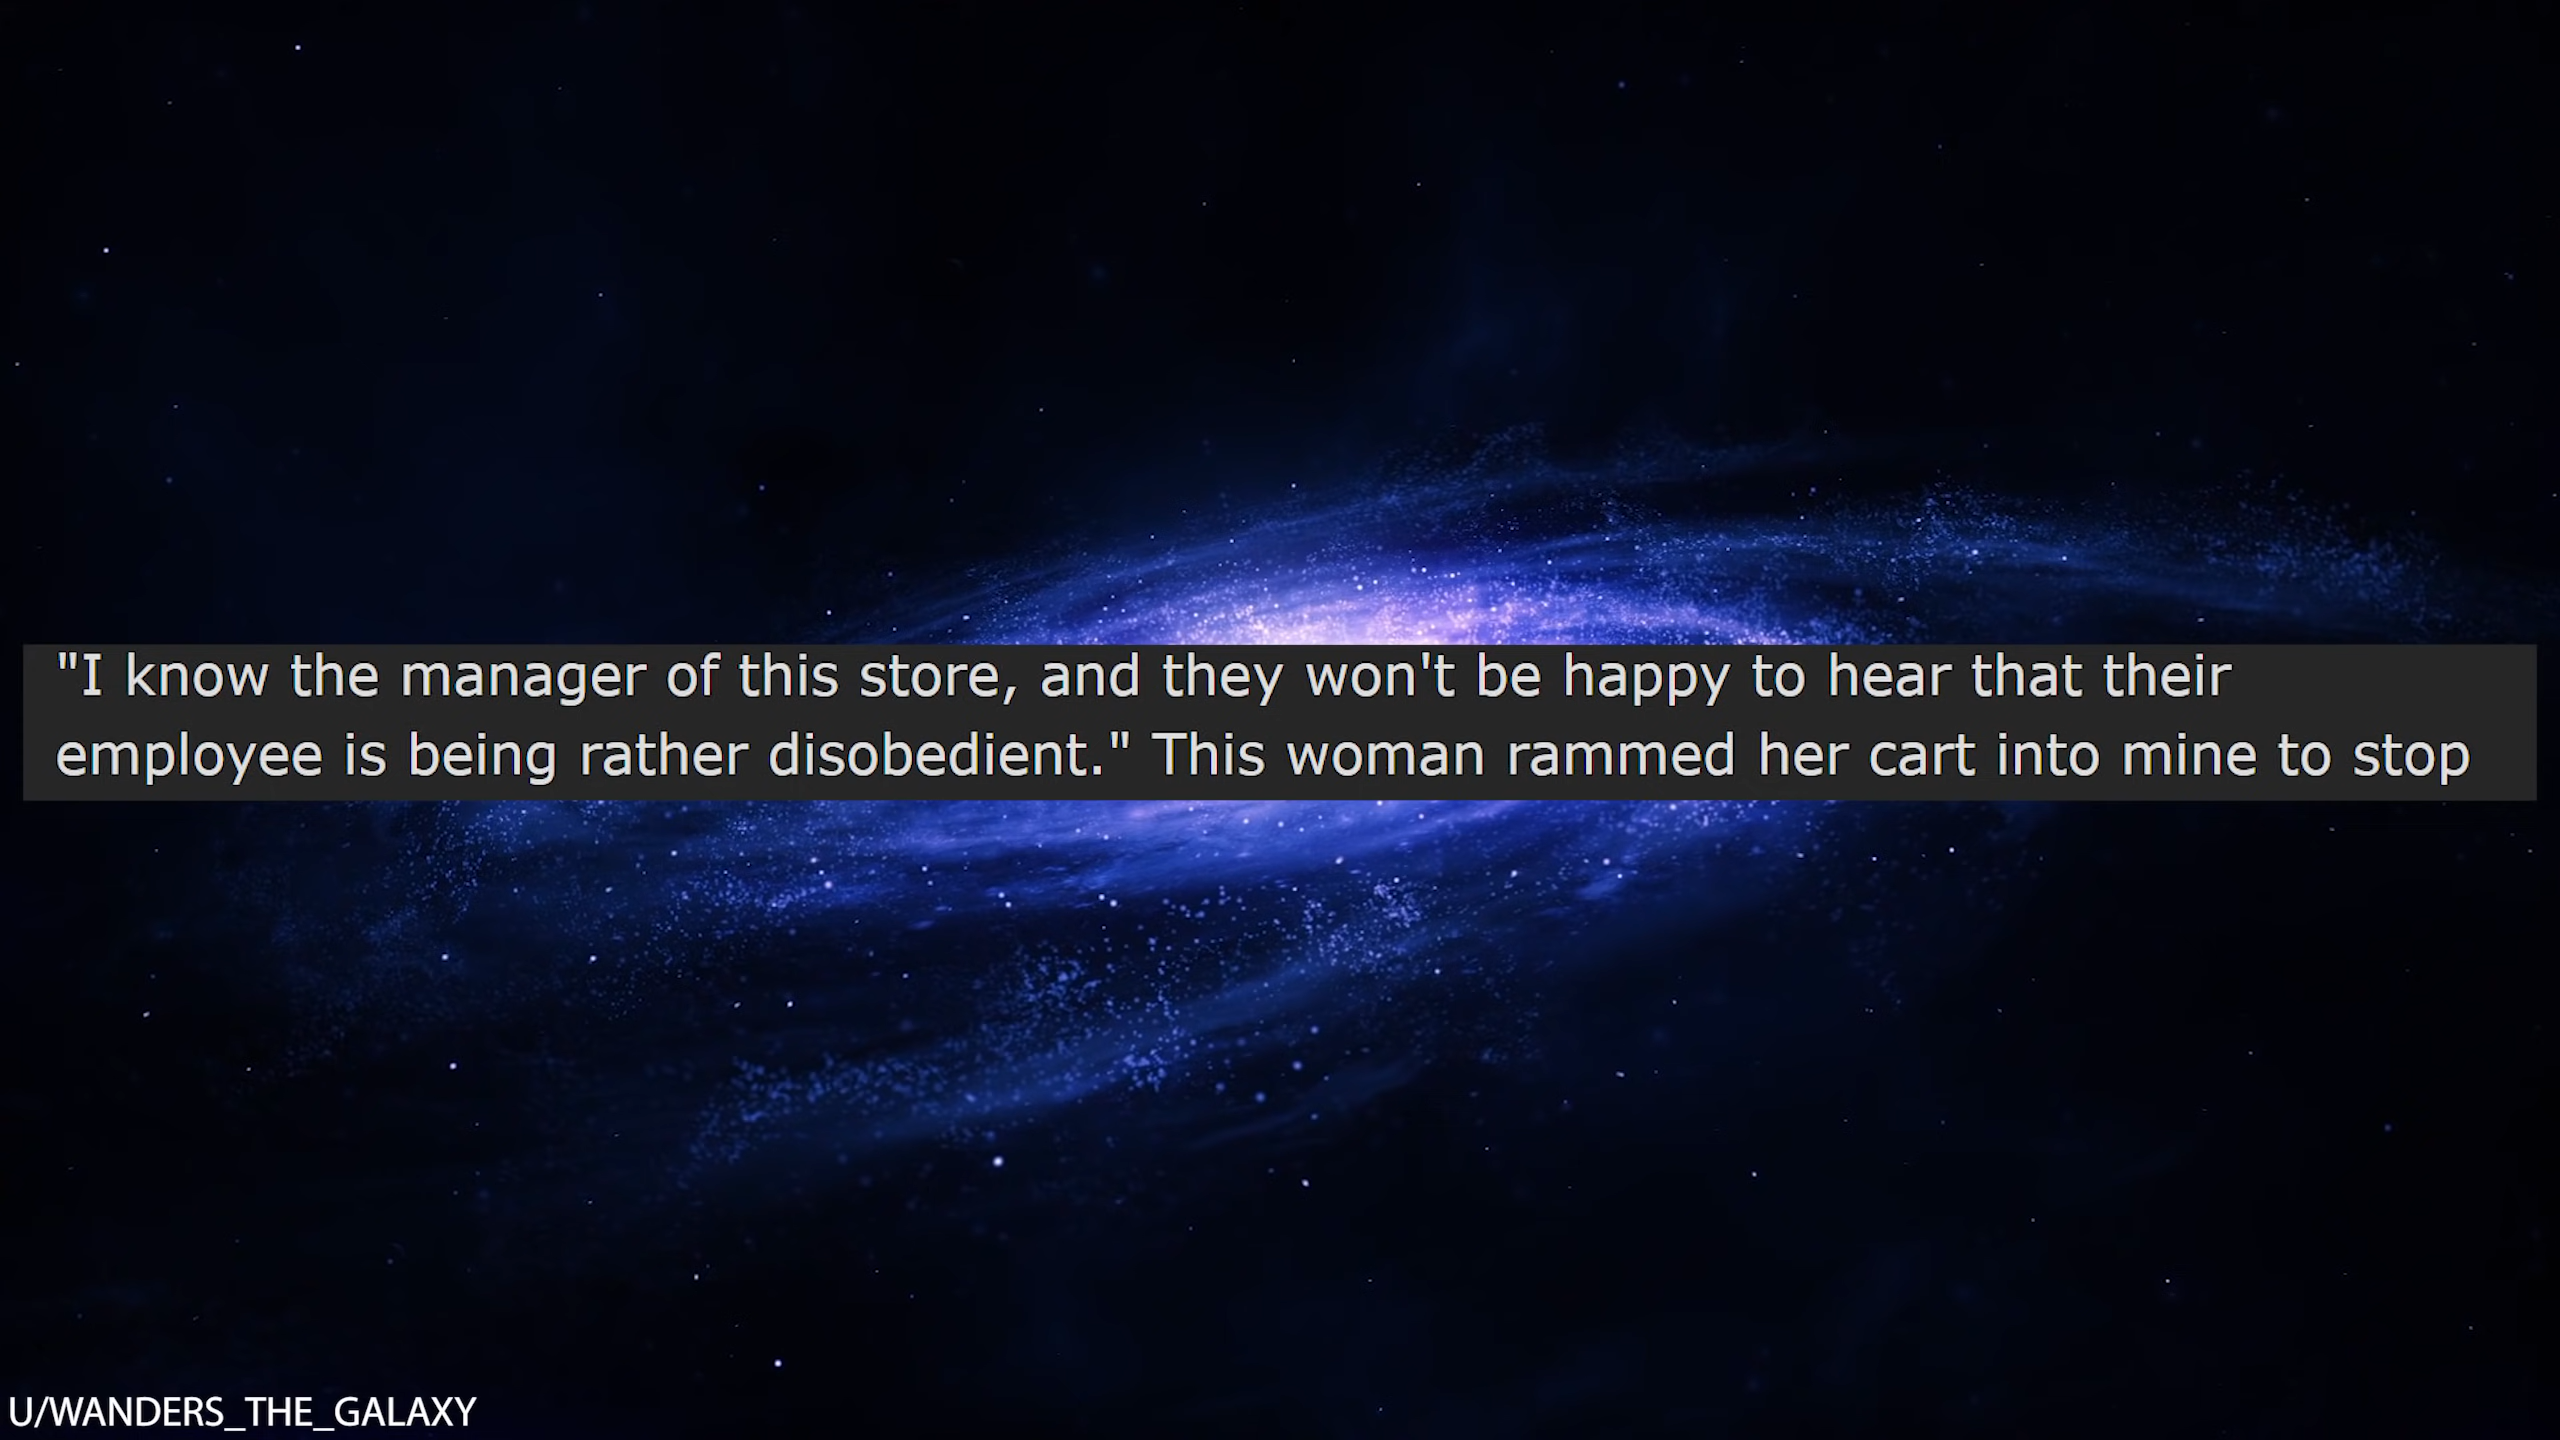 "I know the manager of this store, and they won't be happy to hear that their
employee is being rather disobedient." This woman rammed her cart into mine to stop
U/WANDERS_THE_GALAXY